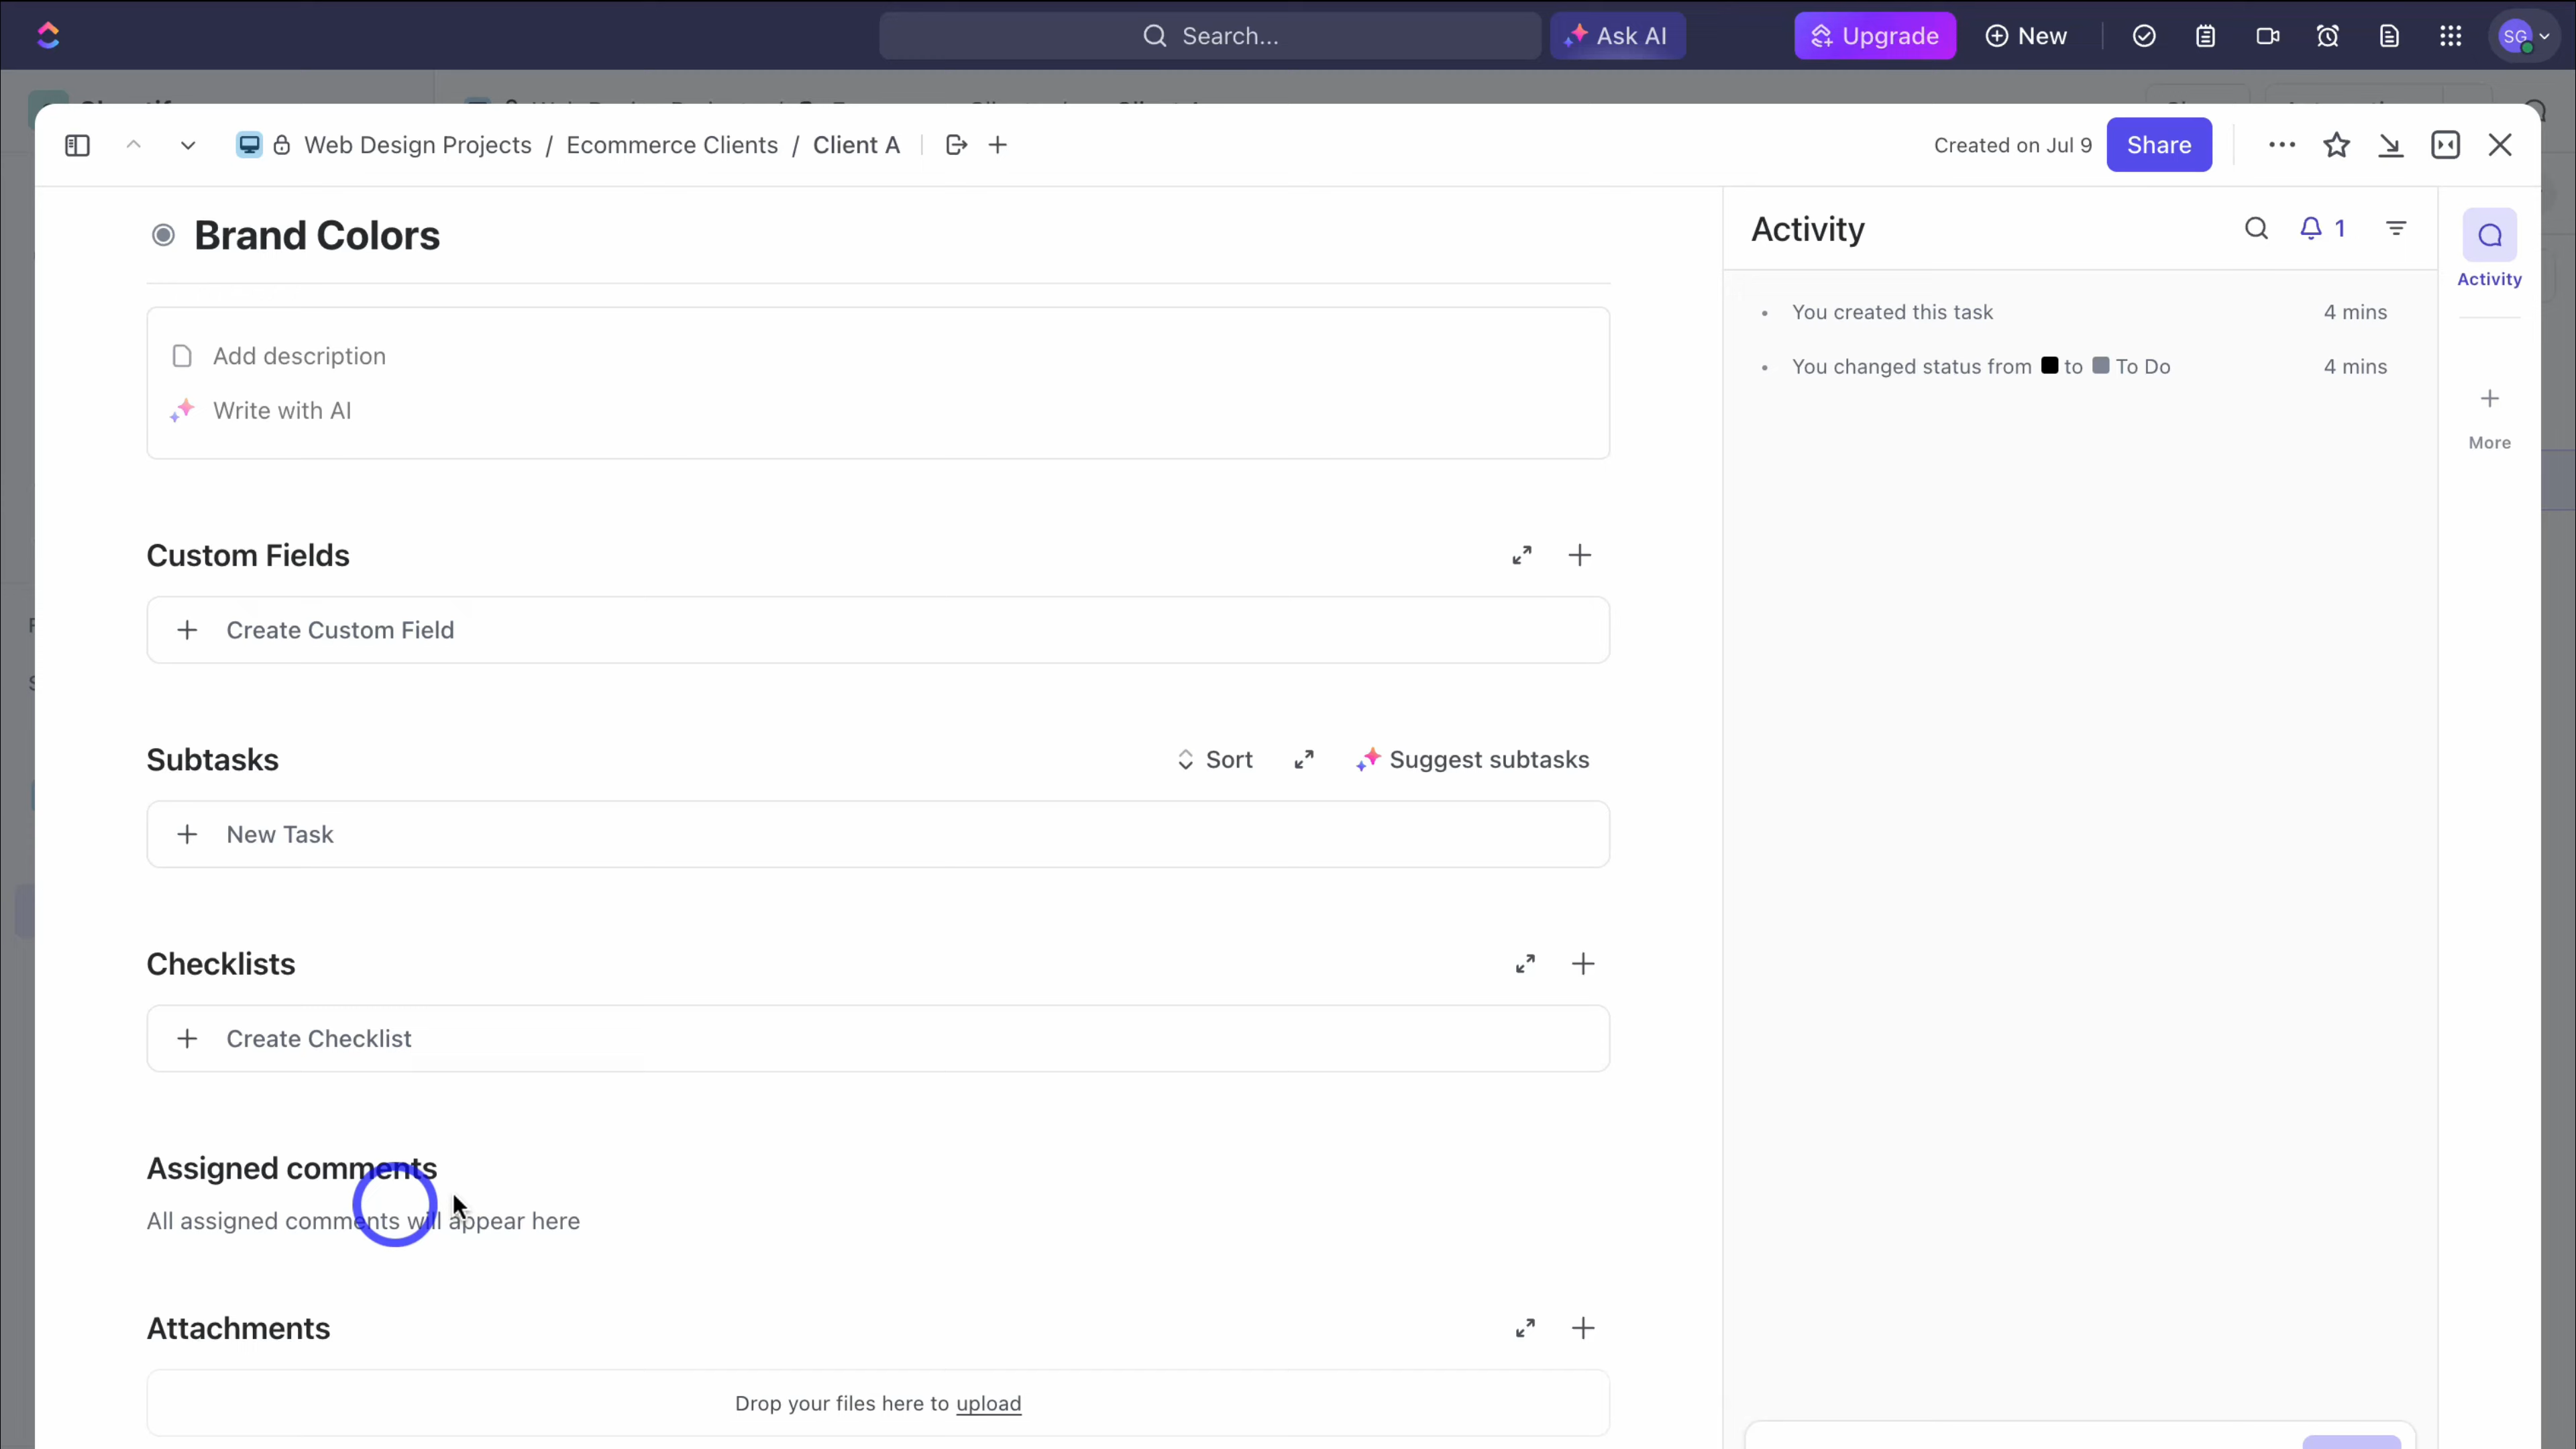 Search...
Ask AI
Upgrade
New
SG
Web Design Projects / Ecommerce Clients / Client A
Created on Jul 9
Share
Brand Colors
Add description
Write with AI
Custom Fields
Create Custom Field
Subtasks
Sort
Suggest subtasks
New Task
Checklists
Create Checklist
Assigned comments
All assigned comments will appear here
Attachments
Drop your files here to upload
Activity
1
You created this task 4 mins
You changed status from to To Do 4 mins
Activity
More